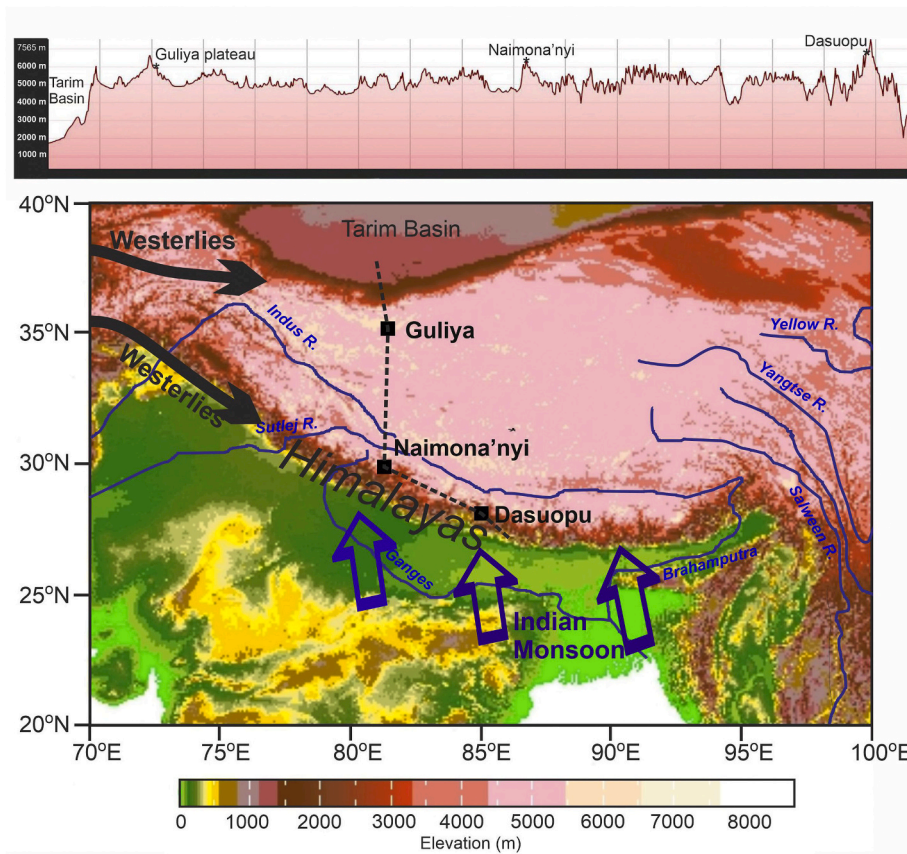 7565 m
6000 m
5000 m
4000 m
3000 m
2000 m
1000 m
Tarim
Basin
Guliya plateau
Naimona'nyi
Dasuopu
40°N
35°N
30°N
25°N
20°N
Westerlies
Tarim Basin
Indus R.
Guliya
Yellow R.
Westerlies
Yangtse R.
Sutlej R.
Naimona'nyi
Himalayas
Dasuopu
Salween R.
Ganges
Brahamputra
Indian
Monsoon
70°E 75°E 80°E 85°E 90°E 95°E 100°E
0 1000 2000 3000 4000 5000 6000 7000 8000
Elevation (m)